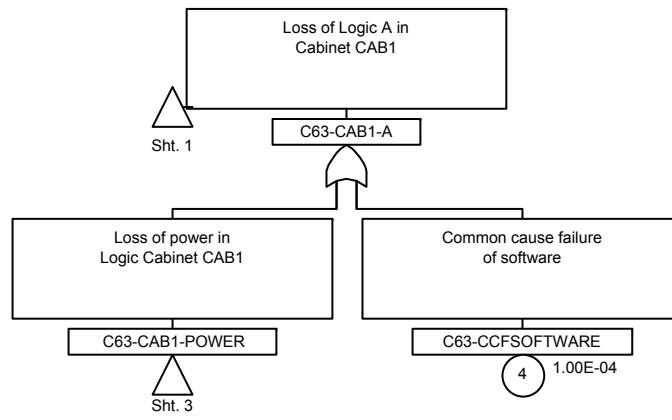 Loss of Logic A in
Cabinet CAB1
Sht. 1
C63-CAB1-A
Loss of power in
Logic Cabinet CAB1
Common cause failure
of software
C63-CAB1-POWER
C63-CCFSOFTWARE
4
1.00E-04
Sht. 3